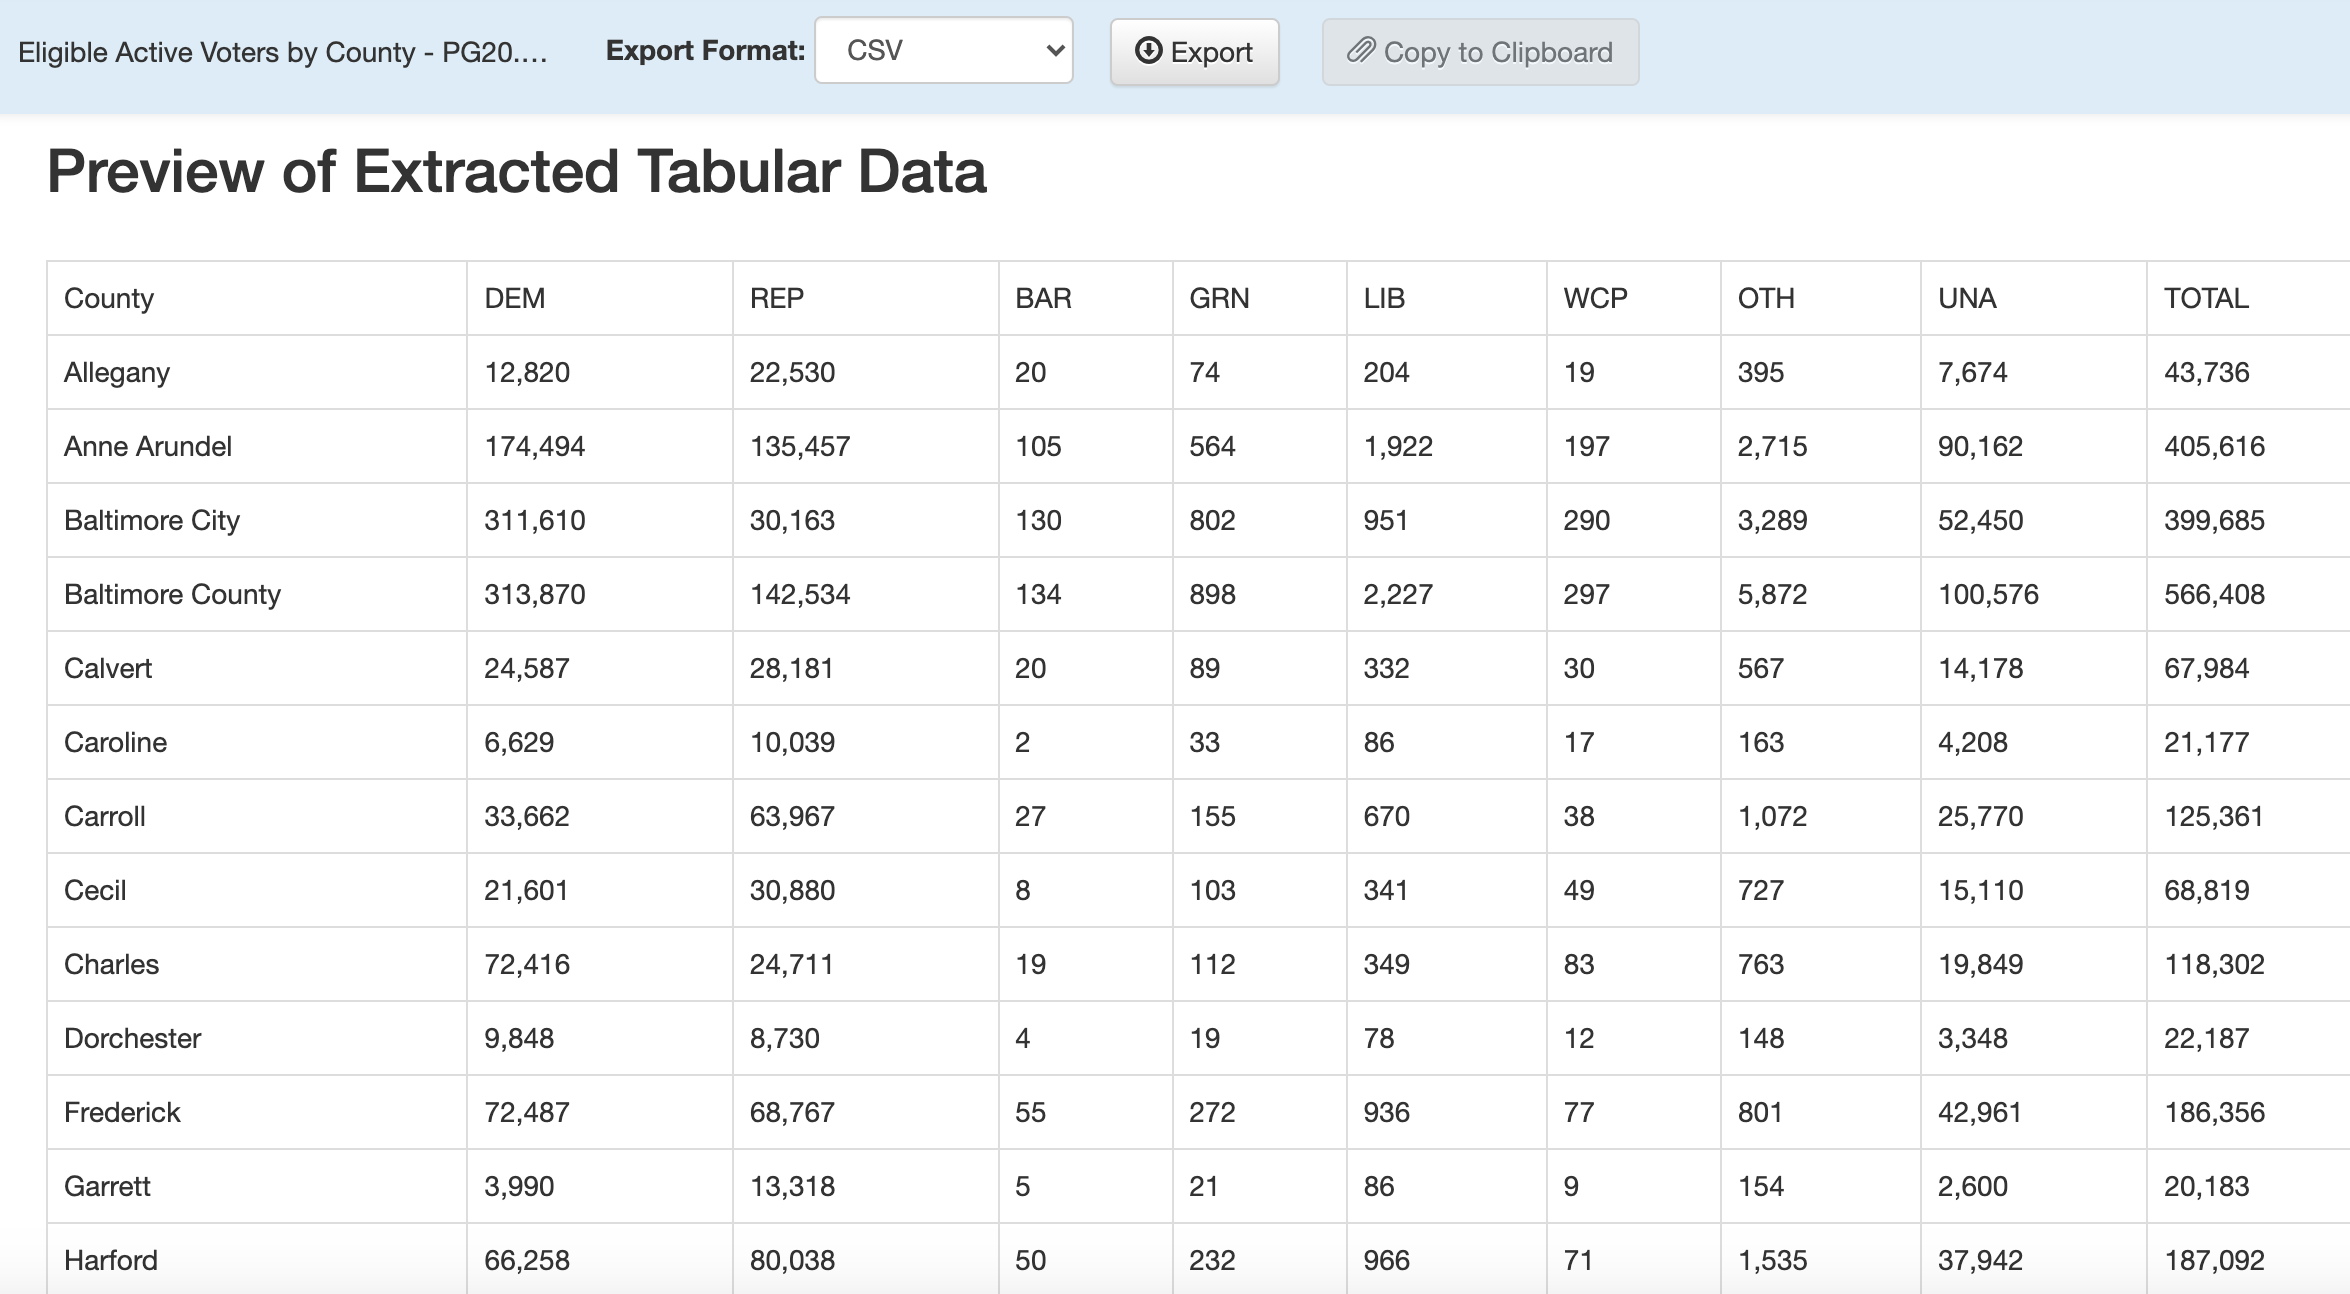 Eligible Active Voters by County - PG20.... Export Format: CSV Export Copy to Clipboard
Preview of Extracted Tabular Data
County DEM REP BAR GRN LIB WCP OTH UNA TOTAL
Allegany 12,820 22,530 20 74 204 19 395 7,674 43,736
Anne Arundel 174,494 135,457 105 564 1,922 197 2,715 90,162 405,616
Baltimore City 311,610 30,163 130 802 951 290 3,289 52,450 399,685
Baltimore County 313,870 142,534 134 898 2,227 297 5,872 100,576 566,408
Calvert 24,587 28,181 20 89 332 30 567 14,178 67,984
Caroline 6,629 10,039 2 33 86 17 163 4,208 21,177
Carroll 33,662 63,967 27 155 670 38 1,072 25,770 125,361
Cecil 21,601 30,880 8 103 341 49 727 15,110 68,819
Charles 72,416 24,711 19 112 349 83 763 19,849 118,302
Dorchester 9,848 8,730 4 19 78 12 148 3,348 22,187
Frederick 72,487 68,767 55 272 936 77 801 42,961 186,356
Garrett 3,990 13,318 5 21 86 9 154 2,600 20,183
Harford 66,258 80,038 50 232 966 71 1,535 37,942 187,092